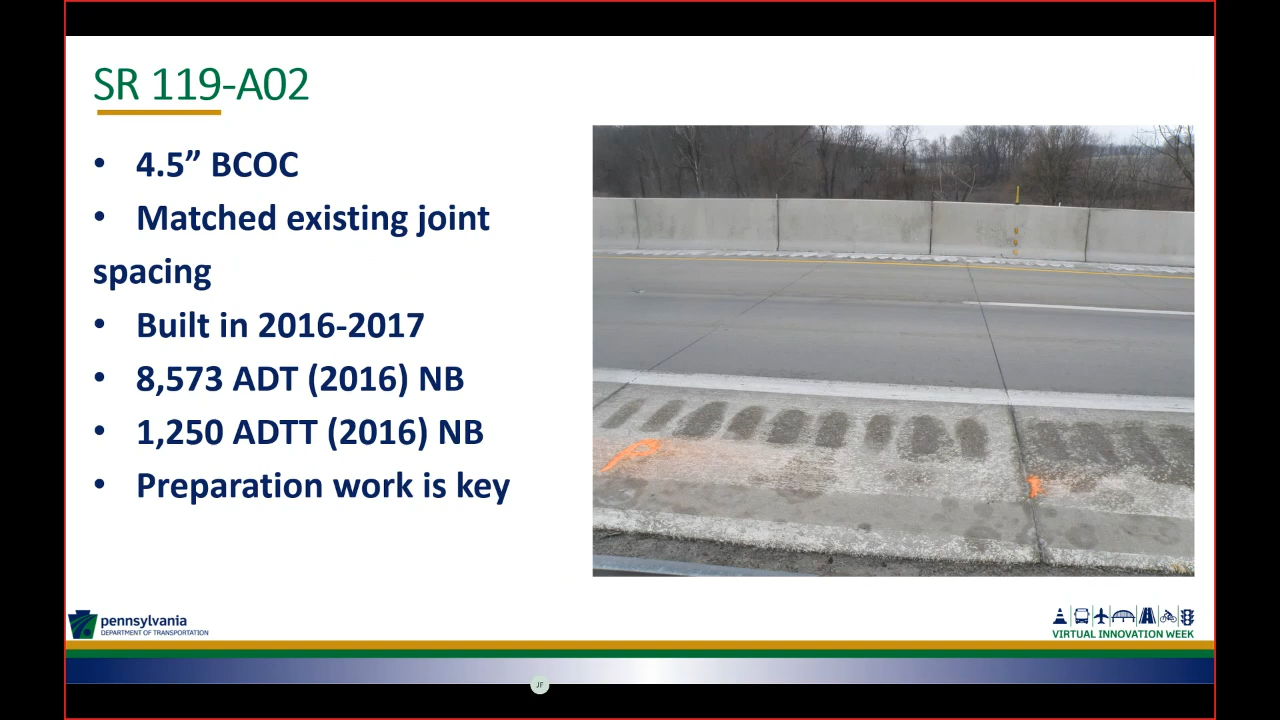 SR 119-A02
• 4.5” BCOC
• Matched existing joint
spacing
• Built in 2016-2017
• 8,573 ADT (2016) NB
• 1,250 ADTT (2016) NB
• Preparation work is key
pennsylvania
DEPARTMENT OF TRANSPORTATION
VIRTUAL INNOVATION WEEK
JF